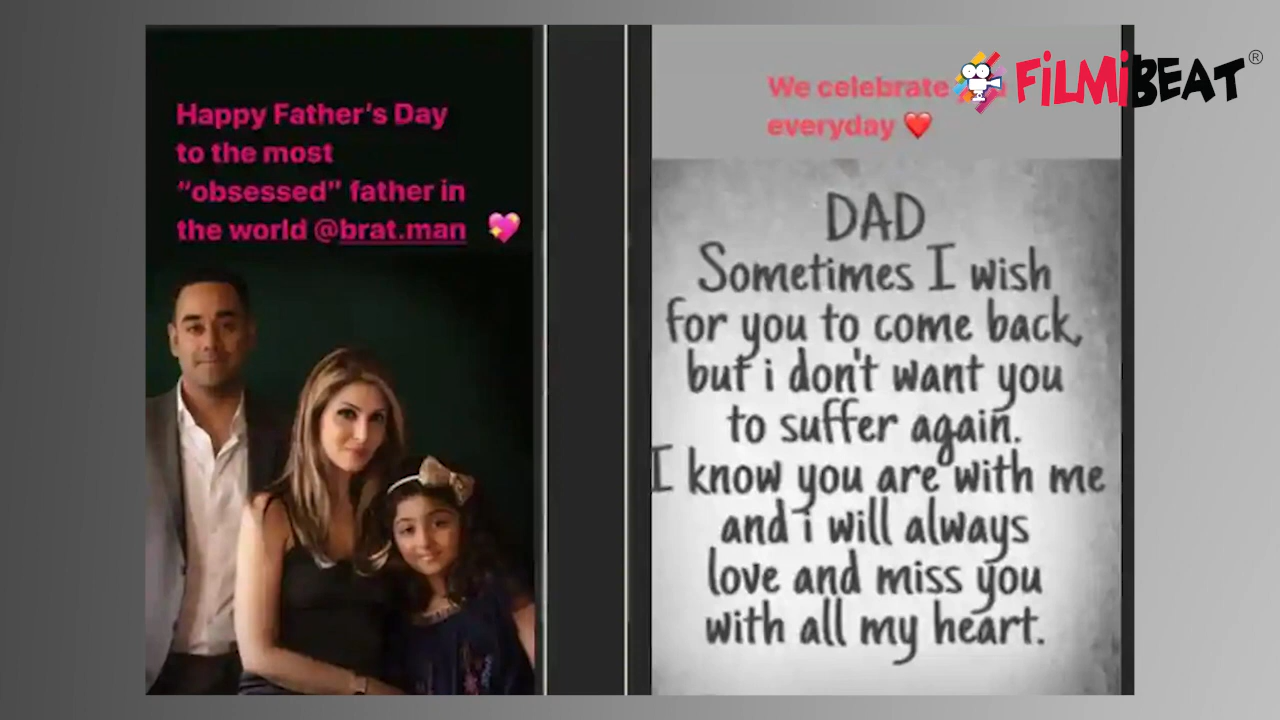 Happy Father's Day
to the most
"obsessed" father in
the world @brat.man
We celebrate
everyday
FiLMiBEAT®
DAD
Sometimes I wish
for you to come back,
but i don't want you
to suffer again.
I know you are with me
and i will always
love and miss you
with all my heart.